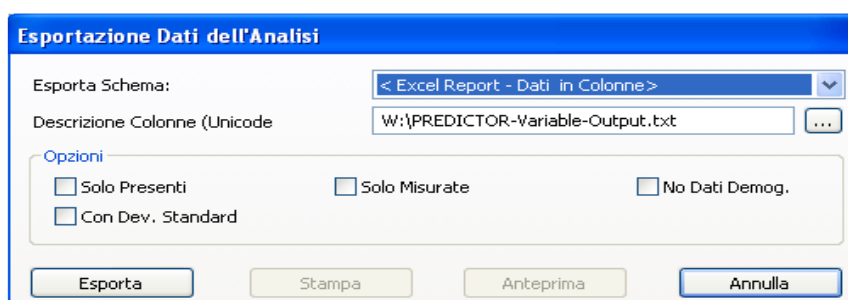 Esportazione Dati dell'Analisi
Esporta Schema: < Excel Report - Dati in Colonne>
Descrizione Colonne (Unicode W:\PREDICTOR-Variable-Output.txt ...
Opzioni
Solo Presenti Solo Misurate No Dati Demog.
Con Dev. Standard
Esporta Stampa Anteprima Annulla